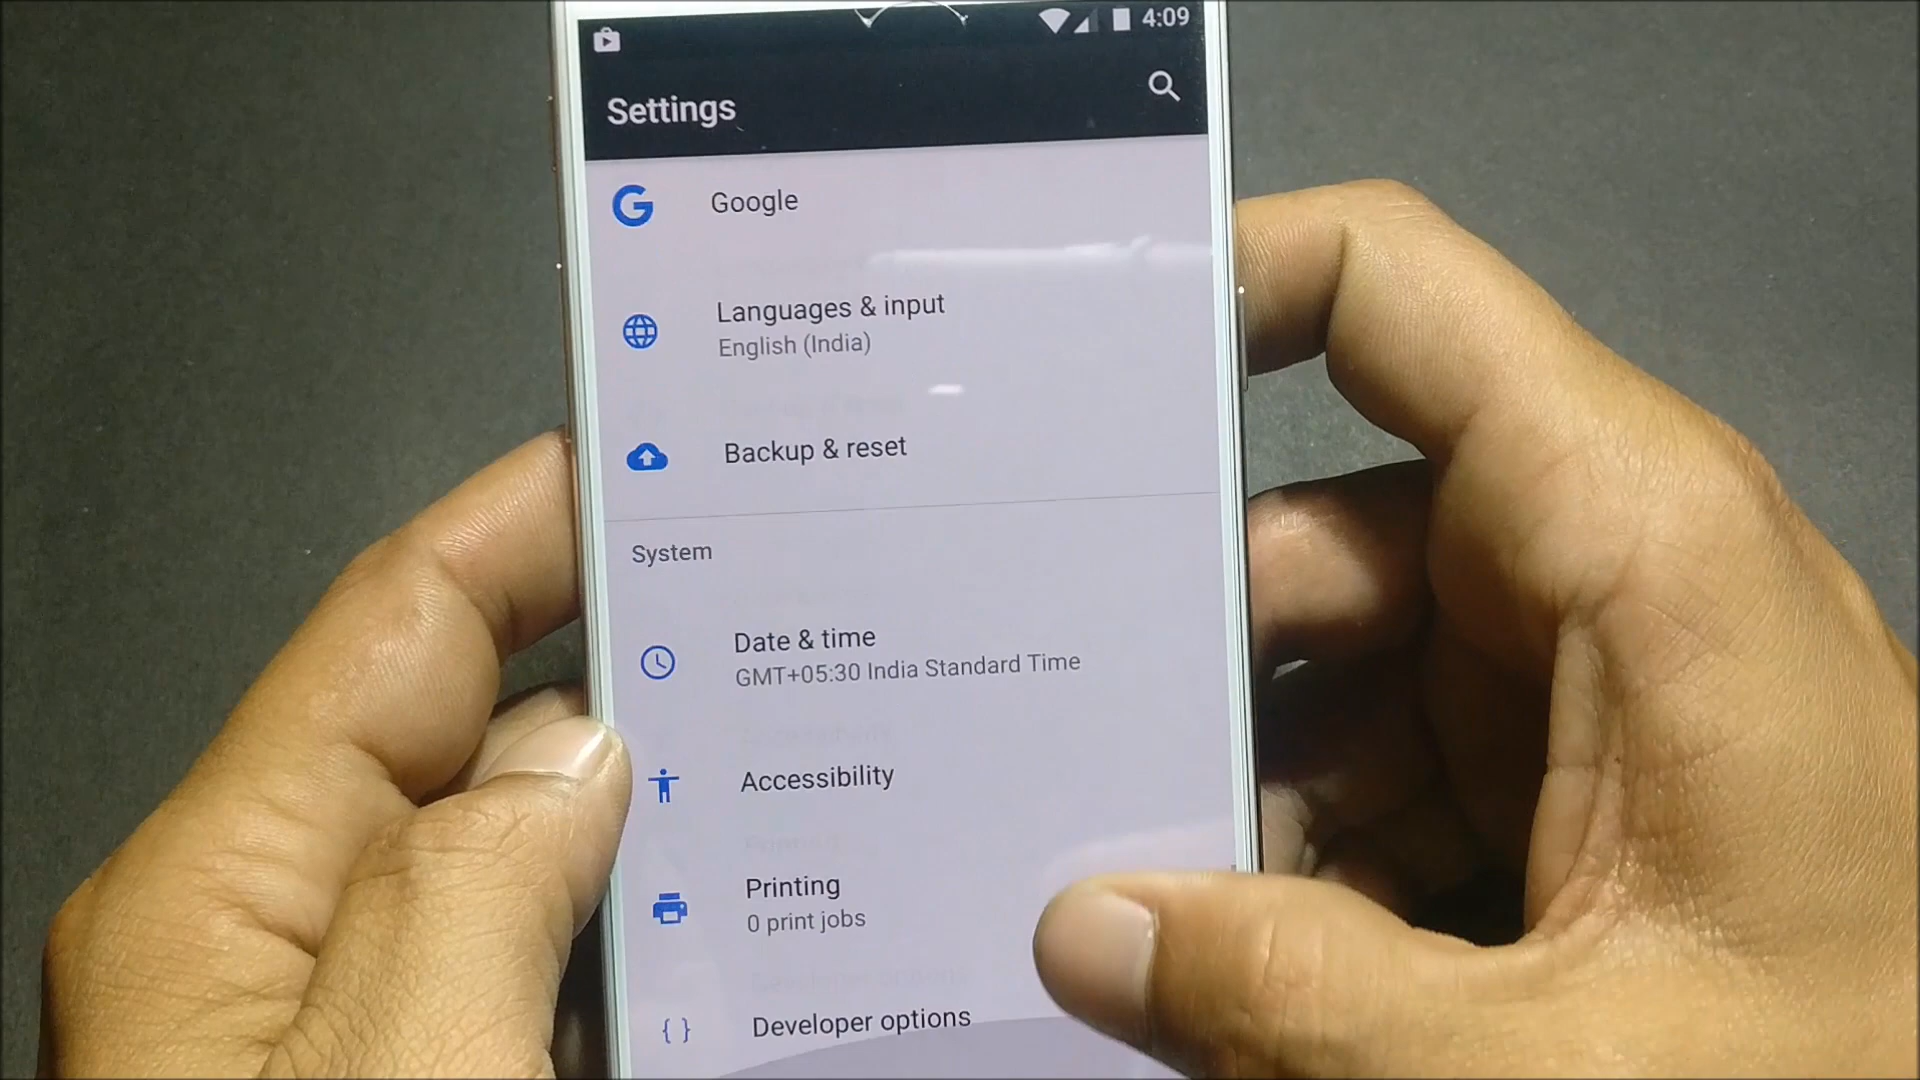 4:09
Settings
Google
Languages & input
English (India)
Backup & reset
System
Date & time
GMT+05:30 India Standard Time
Accessibility
Printing
0 print jobs
{ } Developer options